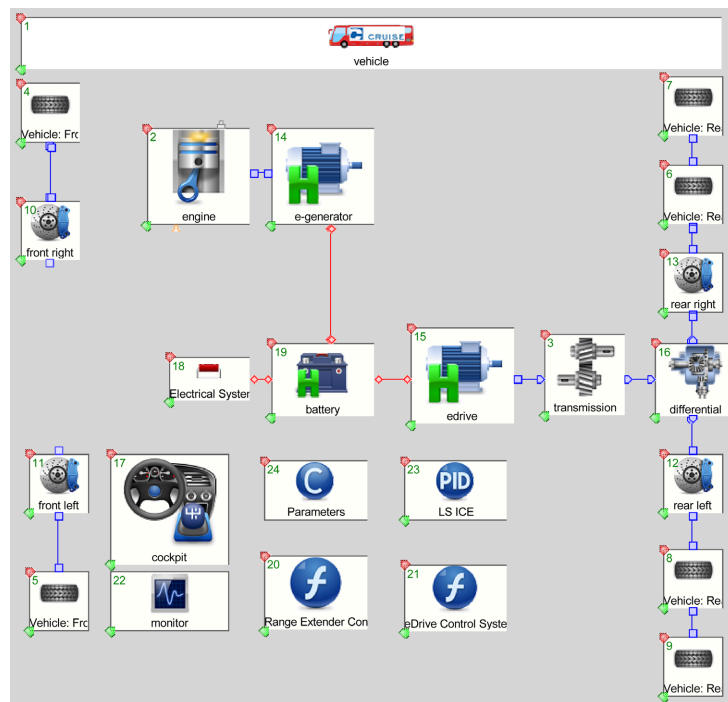 1
CRUISE
vehicle
4
Vehicle: Fro
7
Vehicle: Re
2
engine
14
e-generator
6
Vehicle: Re
10
front right
13
rear right
18
Electrical System
19
battery
15
edrive
3
transmission
16
differential
11
front left
17
cockpit
24
C
Parameters
23
PID
LS ICE
12
rear left
5
Vehicle: Fro
22
monitor
20
f
Range Extender Con
21
f
eDrive Control Syste
8
Vehicle: Re
9
Vehicle: Re